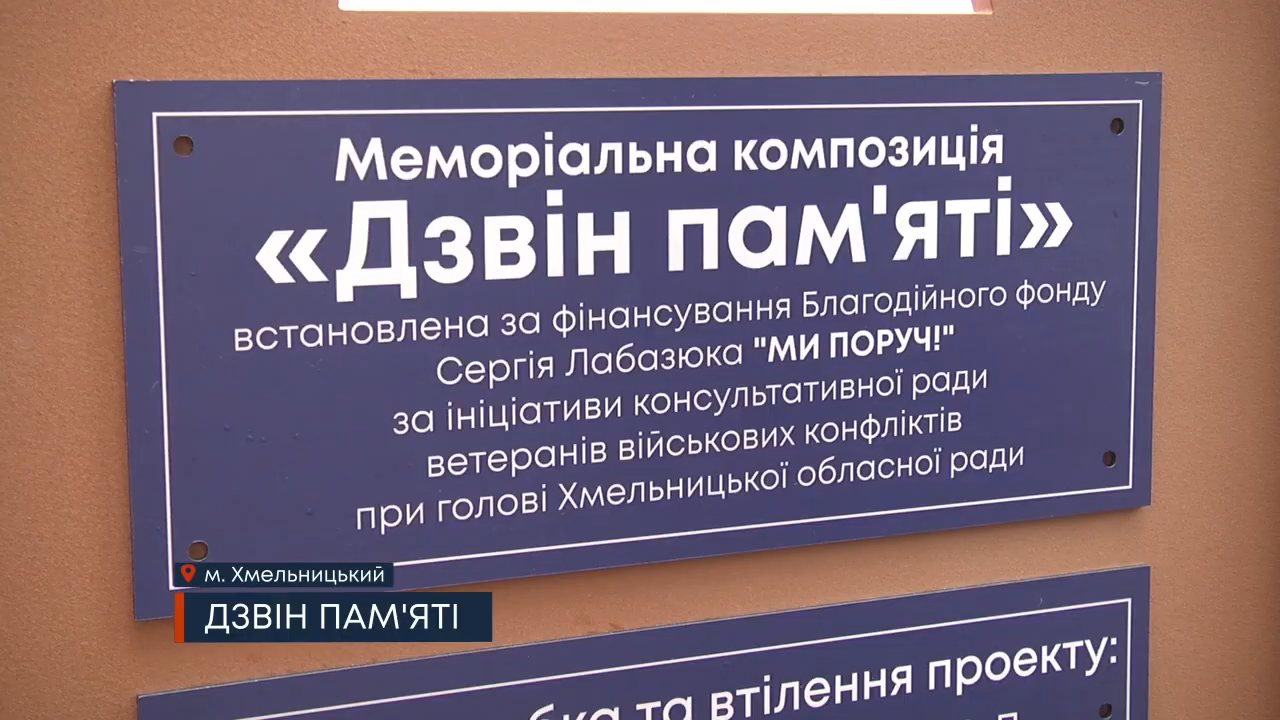 Меморіальна композиція
«Дзвін пам'яті»
встановлена за фінансування Благодійного фонду
Сергія Лабазюка "МИ ПОРУЧ!"
за ініціативи консультативної ради
ветеранів військових конфліктів
при голові Хмельницької обласної ради
м. Хмельницький
ДЗВІН ПАМ'ЯТІ
та втілення проекту: